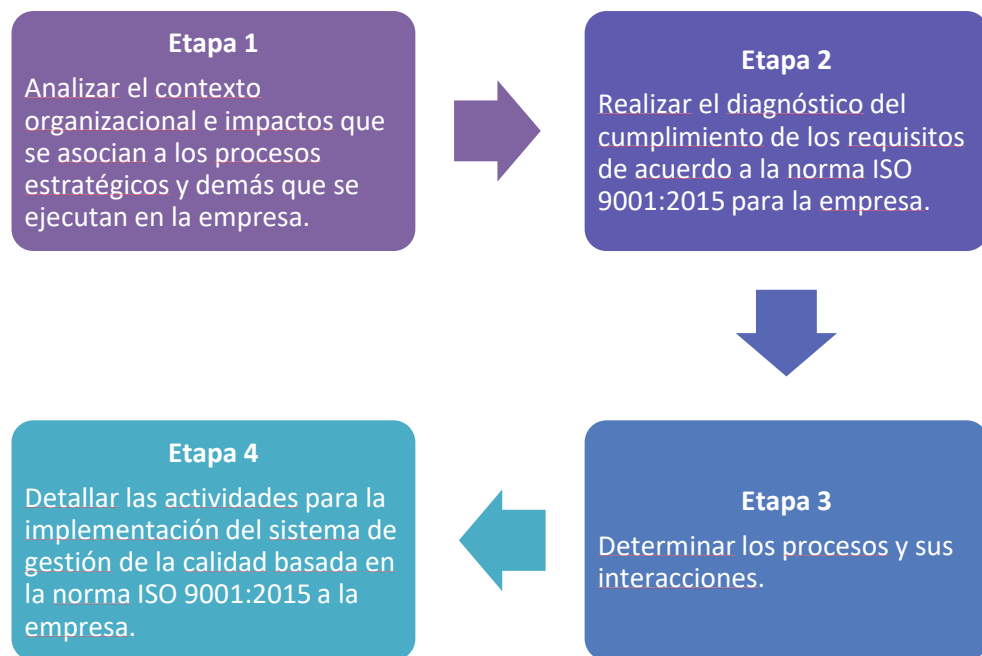 Etapa 1
Analizar el contexto
organizacional e impactos que
se asocian a los procesos
estratégicos y demás que se
ejecutan en la empresa.
Etapa 2
Realizar el diagnóstico del
cumplimiento de los requisitos
de acuerdo a la norma ISO
9001:2015 para la empresa.
Etapa 3
Determinar los procesos y sus
interacciones.
Etapa 4
Detallar las actividades para la
implementación del sistema de
gestión de la calidad basada en
la norma ISO 9001:2015 a la
empresa.